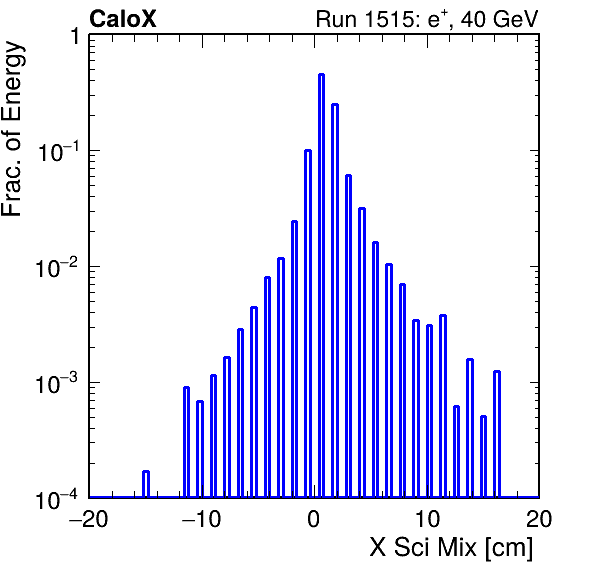 CaloX Run 1515: e⁺, 40 GeV
Frac. of Energy
1
10⁻¹
10⁻²
10⁻³
10⁻⁴
−20 −10 0 10 20
X Sci Mix [cm]